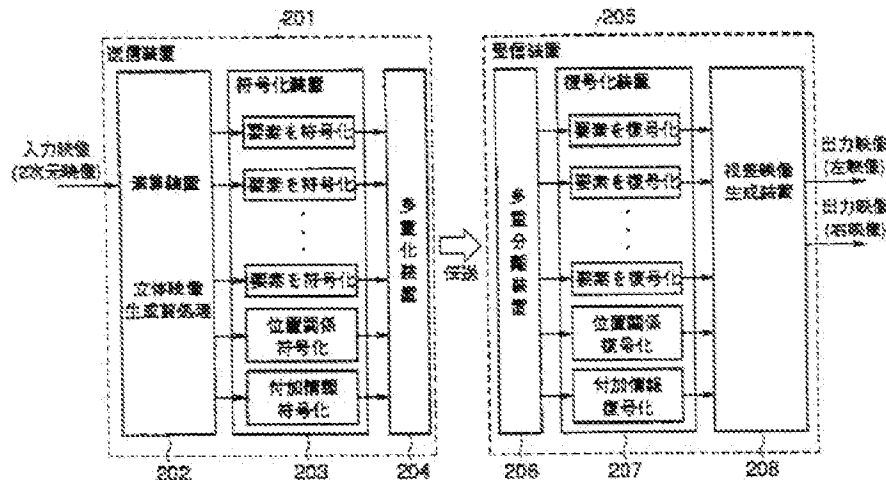 201
205
送信装置
受信装置
符号化装置
復号化装置
要素を符号化
要素を復号化
入力映像
(2次元映像)
演算装置
要素を符号化
要素を復号化
視差映像
生成装置
出力映像
(左映像)
出力映像
(右映像)
多重化装置
伝送
多重分離装置
立体映像
生成前処理
要素を符号化
要素を復号化
位置関係
符号化
位置関係
復号化
付加情報
符号化
付加情報
復号化
202
203
204
206
207
208